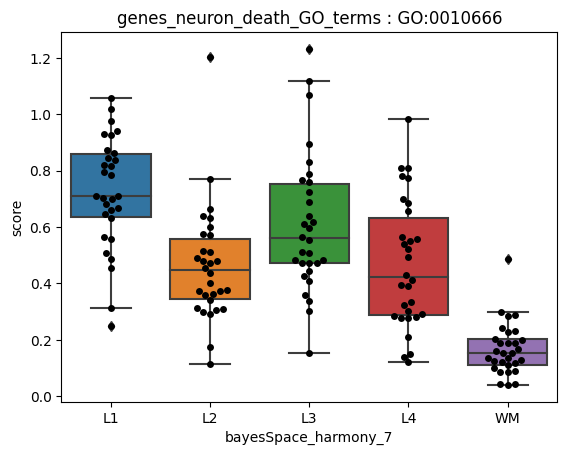 genes_neuron_death_GO_terms : GO:0010666
score
1.2
1.0
0.8
0.6
0.4
0.2
0.0
L1 L2 L3 L4 WM
bayesSpace_harmony_7